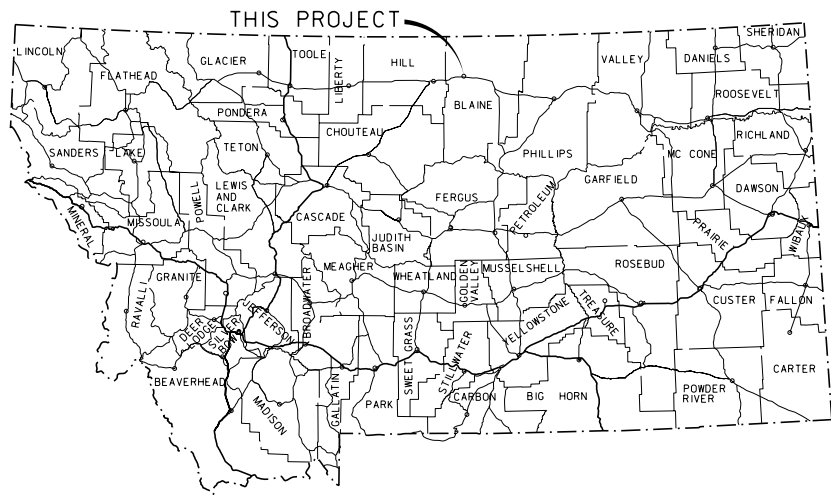 THIS PROJECT
LINCOLN
FLATHEAD
GLACIER
TOOLE
LIBERTY
HILL
BLAINE
VALLEY
DANIELS
SHERIDAN
ROOSEVELT
PONDERA
CHOUTEAU
PHILLIPS
RICHLAND
MC CONE
SANDERS
LAKE
TETON
LEWIS
AND
CLARK
POWELL
CASCADE
FERGUS
PETROLEUM
GARFIELD
DAWSON
MINERAL
MISSOULA
JUDITH
BASIN
PRAIRIE
WIBAUX
GRANITE
MEAGHER
WHEATLAND
GOLDEN
VALLEY
MUSSELSHELL
ROSEBUD
RAVALLI
BROADWATER
JEFFERSON
DEER
LODGE
SILVER
BOW
YELLOWSTONE
TREASURE
CUSTER
FALLON
BEAVERHEAD
MADISON
GALLATIN
PARK
SWEET GRASS
STILLWATER
CARBON
BIG HORN
POWDER
RIVER
CARTER